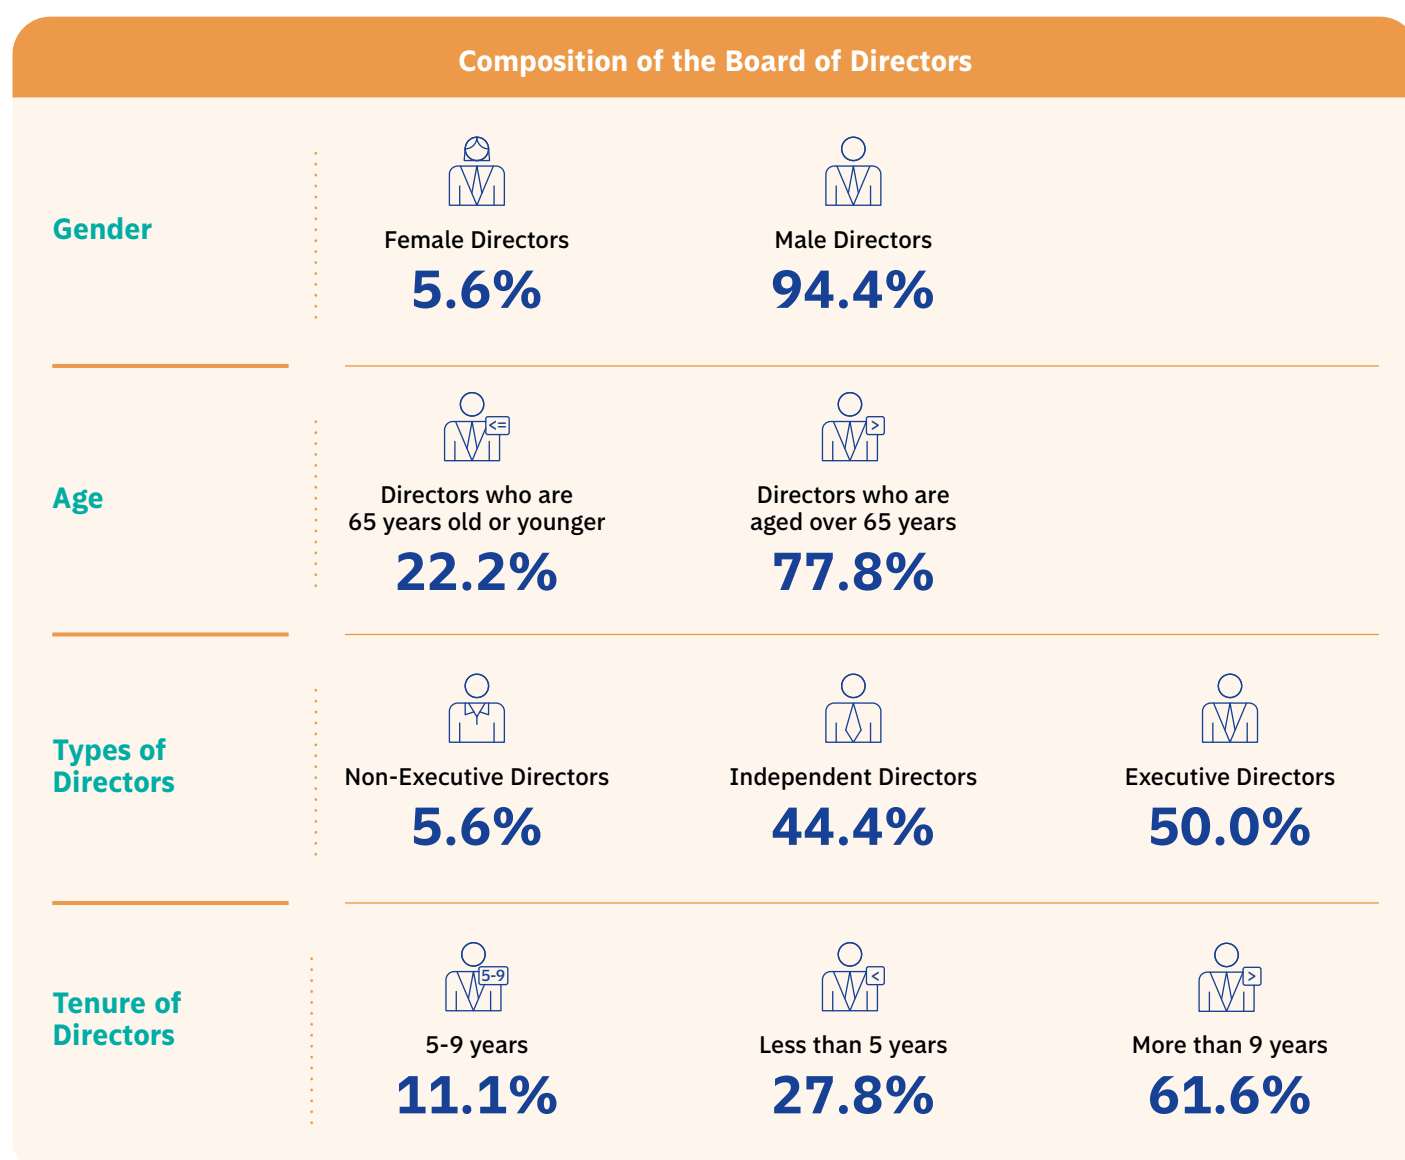 Composition of the Board of Directors
Gender
Female Directors
5.6%
Male Directors
94.4%
Age
<=
Directors who are
65 years old or younger
22.2%
>
Directors who are
aged over 65 years
77.8%
Types of
Directors
Non-Executive Directors
5.6%
Independent Directors
44.4%
Executive Directors
50.0%
Tenure of
Directors
5-9
5-9 years
11.1%
<
Less than 5 years
27.8%
>
More than 9 years
61.6%